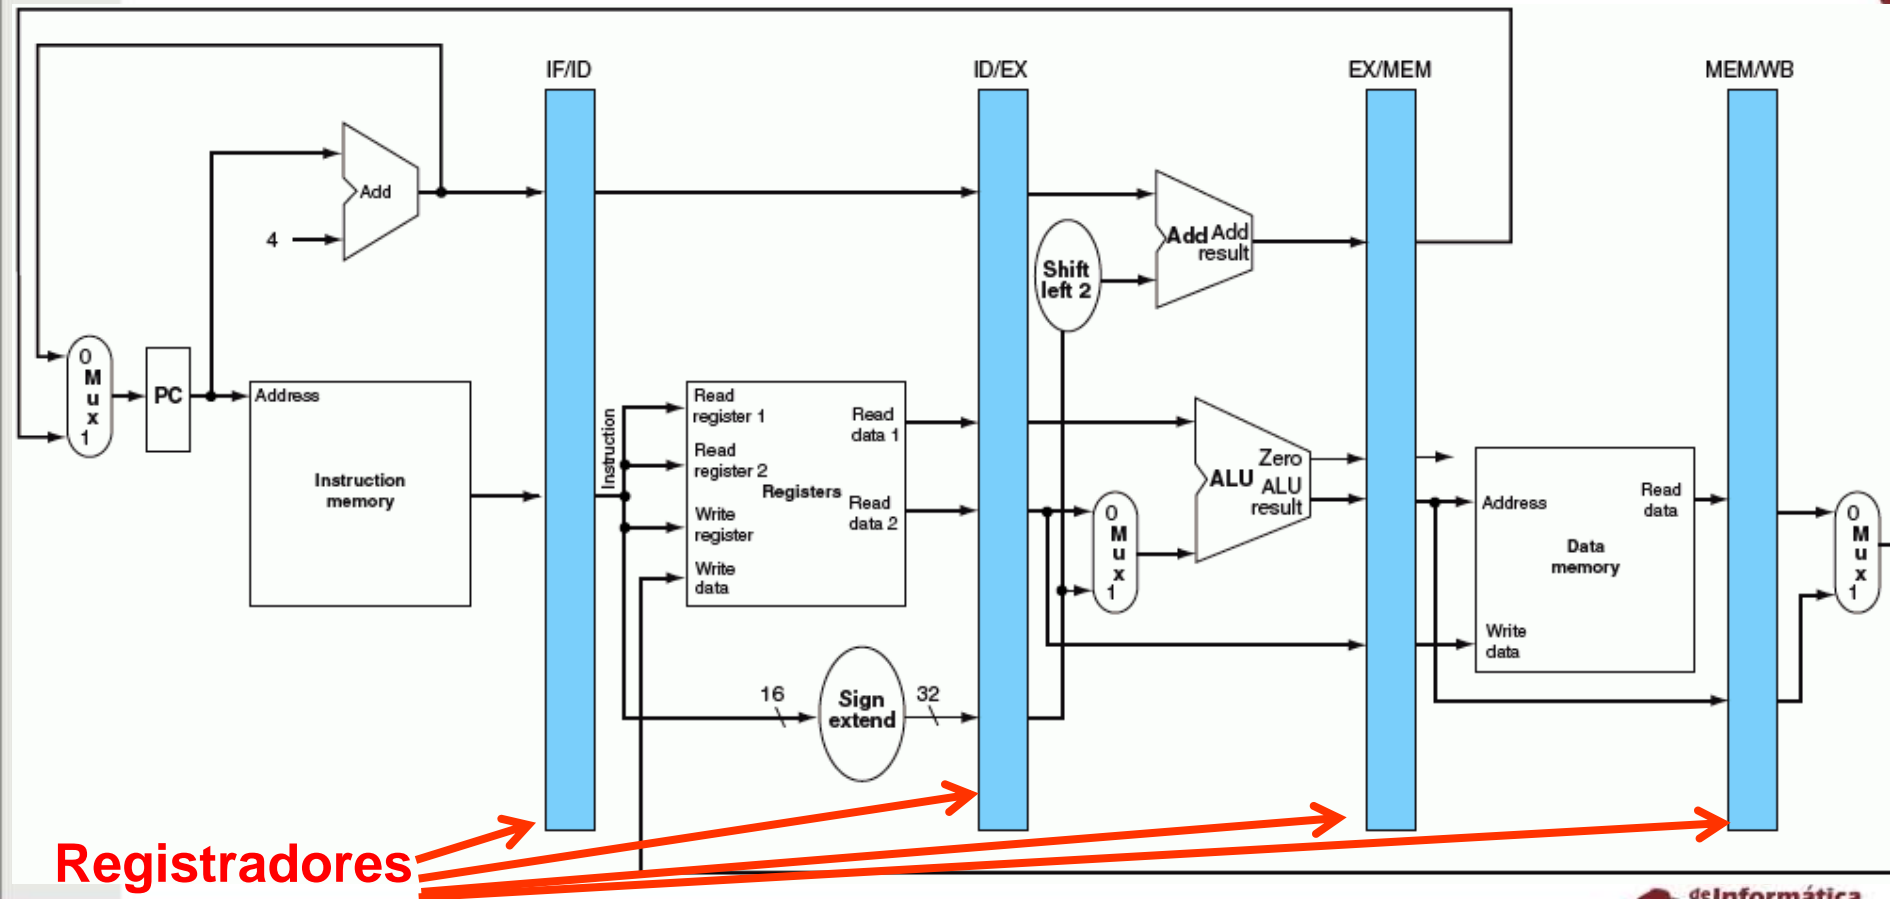 IF/ID
ID/EX
EX/MEM
MEM/WB
Add
4
Add Add
result
Shift
left 2
0
M
u
x
1
PC
Address
Instruction
memory
Instruction
Read
register 1
Read
register 2
Write
register
Write
data
Registers
Read
data 1
Read
data 2
16
Sign
extend
32
0
M
u
x
1
ALU
Zero
ALU
result
Address
Read
data
Data
memory
Write
data
0
M
u
x
1
Registradores
de Informática